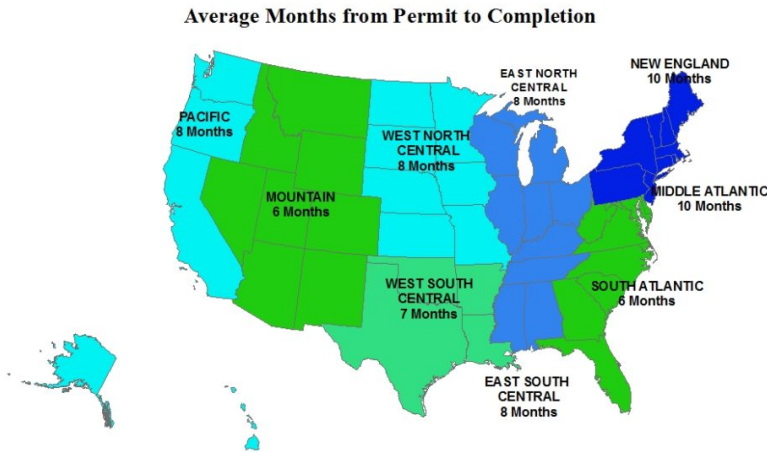 Average Months from Permit to Completion
NEW ENGLAND
10 Months
EAST NORTH
CENTRAL
8 Months
PACIFIC
8 Months
WEST NORTH
CENTRAL
8 Months
MOUNTAIN
6 Months
MIDDLE ATLANTIC
10 Months
WEST SOUTH
CENTRAL
7 Months
SOUTH ATLANTIC
6 Months
EAST SOUTH
CENTRAL
8 Months